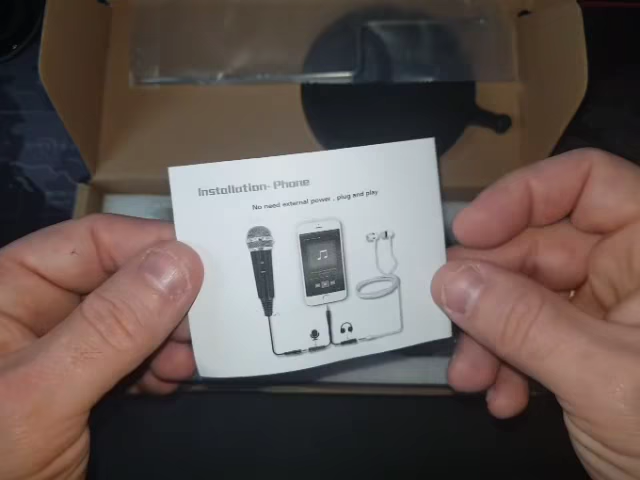 Installation- Phone
No need external power , plug and play